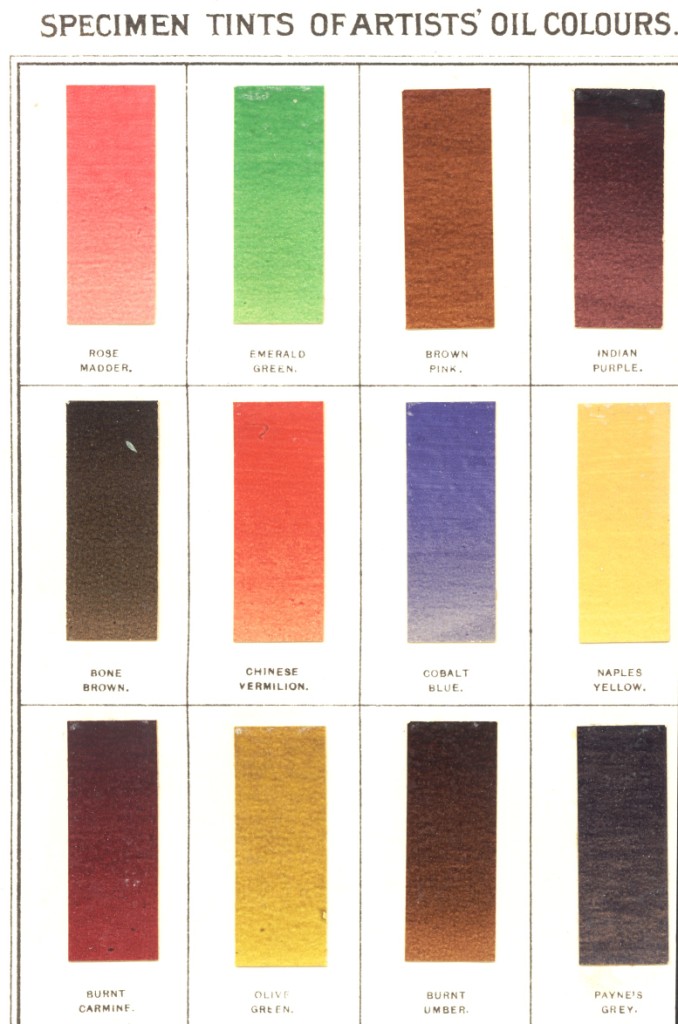 SPECIMEN TINTS OF ARTISTS' OIL COLOURS.
ROSE
MADDER.
EMERALD
GREEN.
BROWN
PINK.
INDIAN
PURPLE.
BONE
BROWN.
CHINESE
VERMILION.
COBALT
BLUE.
NAPLES
YELLOW.
BURNT
CARMINE.
OLIVE
GREEN.
BURNT
UMBER.
PAYNE'S
GREY.